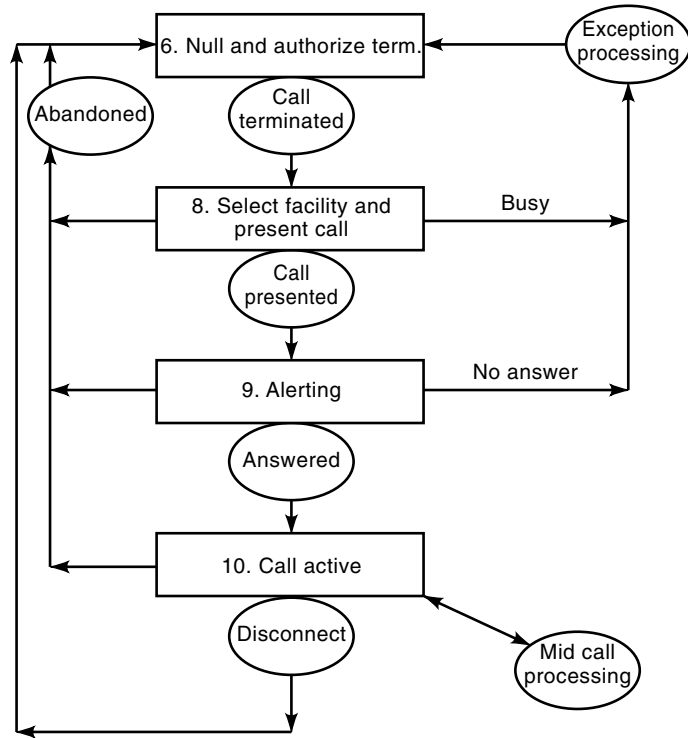 6. Null and authorize term.
Exception
processing
Abandoned
Call
terminated
8. Select facility and
present call
Busy
Call
presented
9. Alerting
No answer
Answered
10. Call active
Disconnect
Mid call
processing